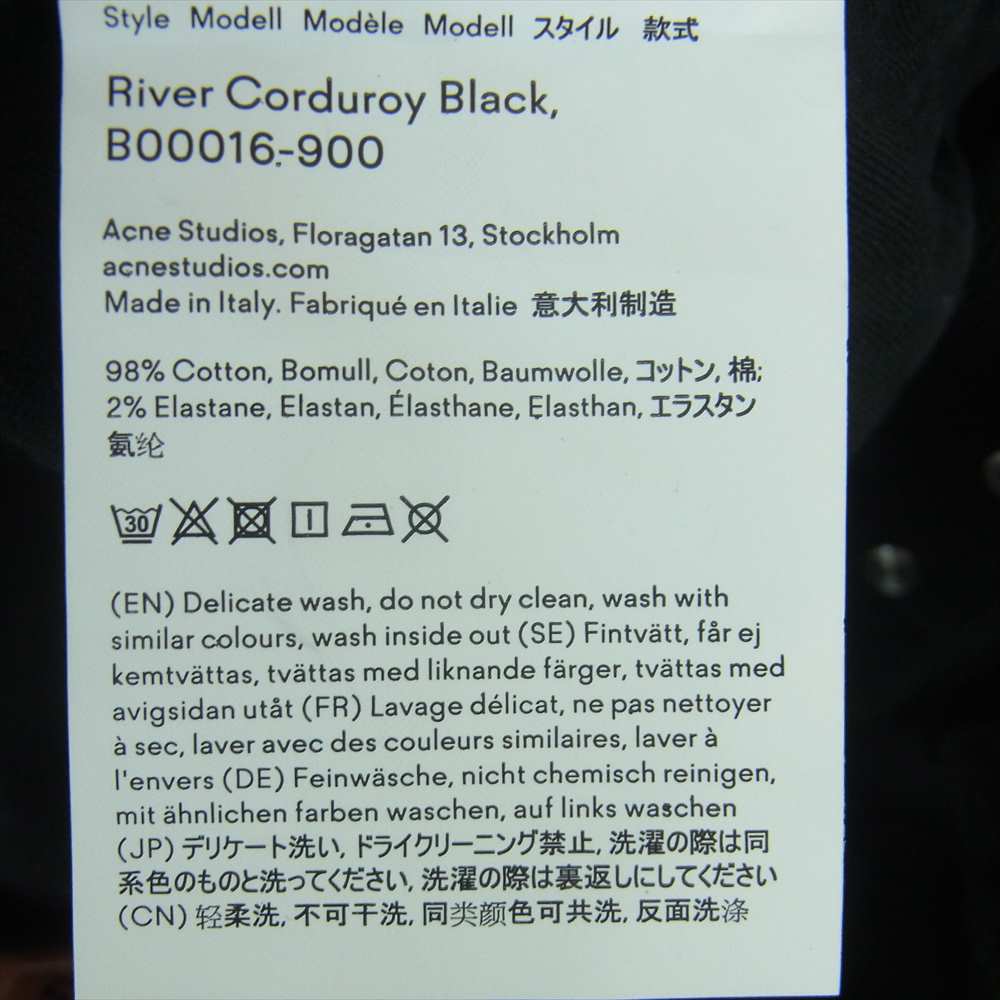 Style Modell Modèle Modell スタイル 款式
River Corduroy Black,
B00016-900
Acne Studios, Floragatan 13, Stockholm
acnestudios.com
Made in Italy. Fabriqué en Italie 意大利制造
98% Cotton, Bomull, Coton, Baumwolle, コットン, 棉;
2% Elastane, Elastan, Élasthane, Elasthan, エラスタン
氨纶
30
(EN) Delicate wash, do not dry clean, wash with
similar colours, wash inside out (SE) Fintvätt, får ej
kemtvättas, tvättas med liknande färger, tvättas med
avigsidan utåt (FR) Lavage délicat, ne pas nettoyer
à sec, laver avec des couleurs similaires, laver à
l'envers (DE) Feinwäsche, nicht chemisch reinigen,
mit ähnlichen farben waschen, auf links waschen
(JP) デリケート洗い, ドライクリーニング禁止, 洗濯の際は同
系色のものと洗ってください, 洗濯の際は裏返しにしてください
(CN) 轻柔洗, 不可干洗, 同类颜色可共洗, 反面洗涤